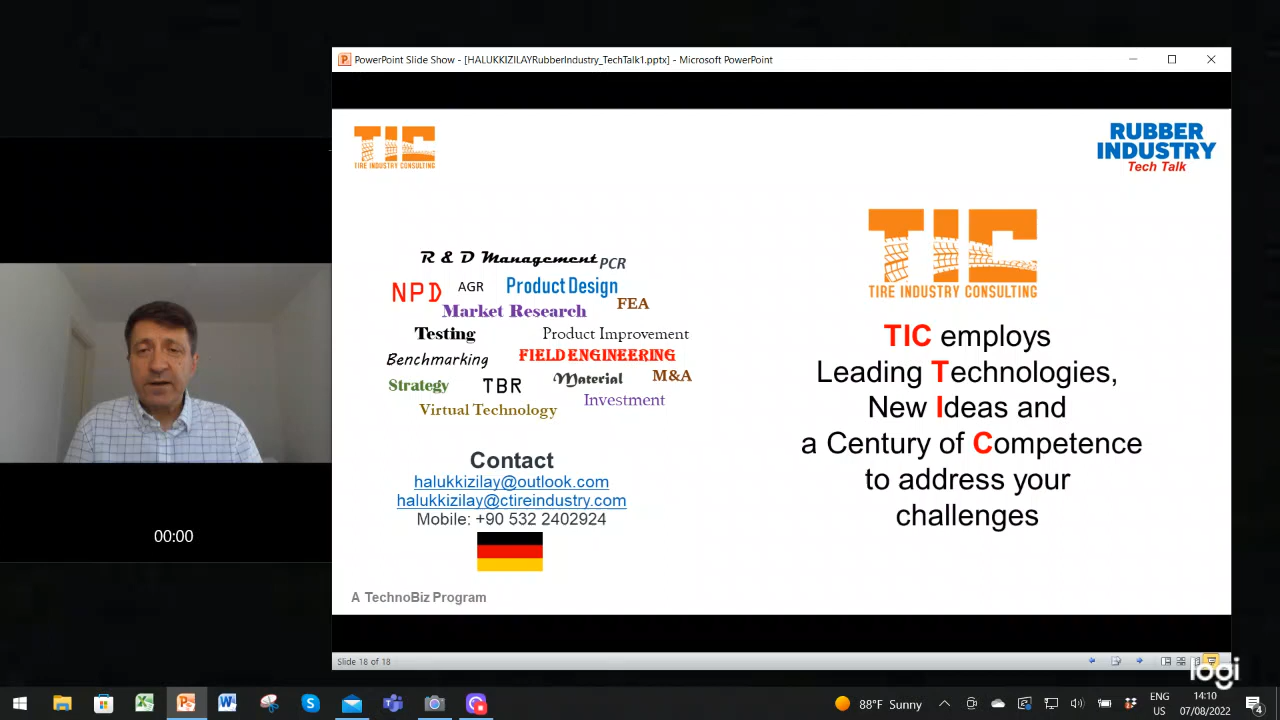 PowerPoint Slide Show - [HALUKKIZILAYRubberIndustry_TechTalk1.pptx] - Microsoft PowerPoint
TIC
TIRE INDUSTRY CONSULTING
RUBBER
INDUSTRY
Tech Talk
R & D Management PCR
NPD AGR Product Design
Market Research FEA
Testing Product Improvement
Benchmarking FIELD ENGINEERING
Strategy TBR Material M&A
Virtual Technology Investment
Contact
halukkizilay@outlook.com
halukkizilay@ctireindustry.com
Mobile: +90 532 2402924
TIC
TIRE INDUSTRY CONSULTING
TIC employs
Leading Technologies,
New Ideas and
a Century of Competence
to address your
challenges
00:00
A TechnoBiz Program
Slide 18 of 18
logi
88°F Sunny
ENG
US
14:10
07/08/2022
4